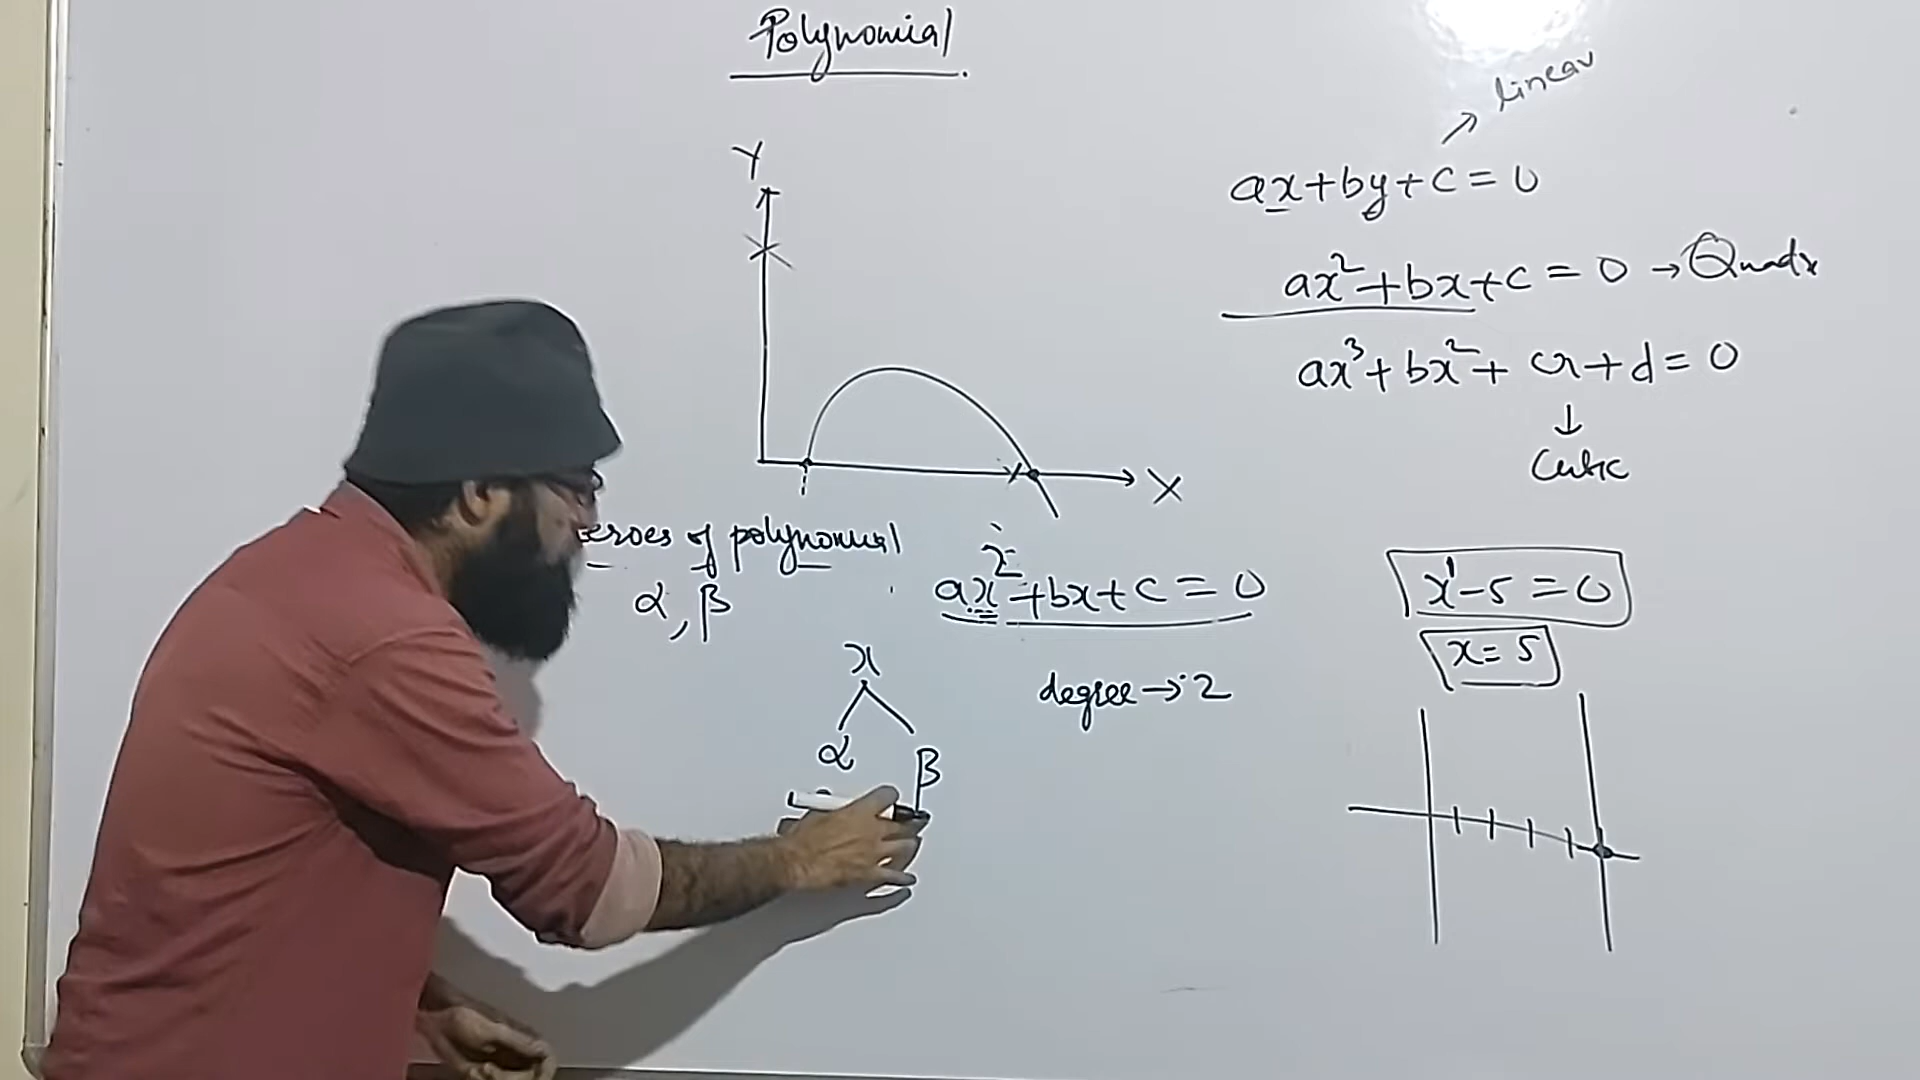 Polynomial
Y
X
linear
ax+by+c=0
ax²+bx+c=0 → Quadr
ax³+bx²+cx+d=0
↓
Cubic
zeroes of polynomial
α, β
ax²+bx+c=0
x
α β
degree → 2
x¹-5=0
x=5